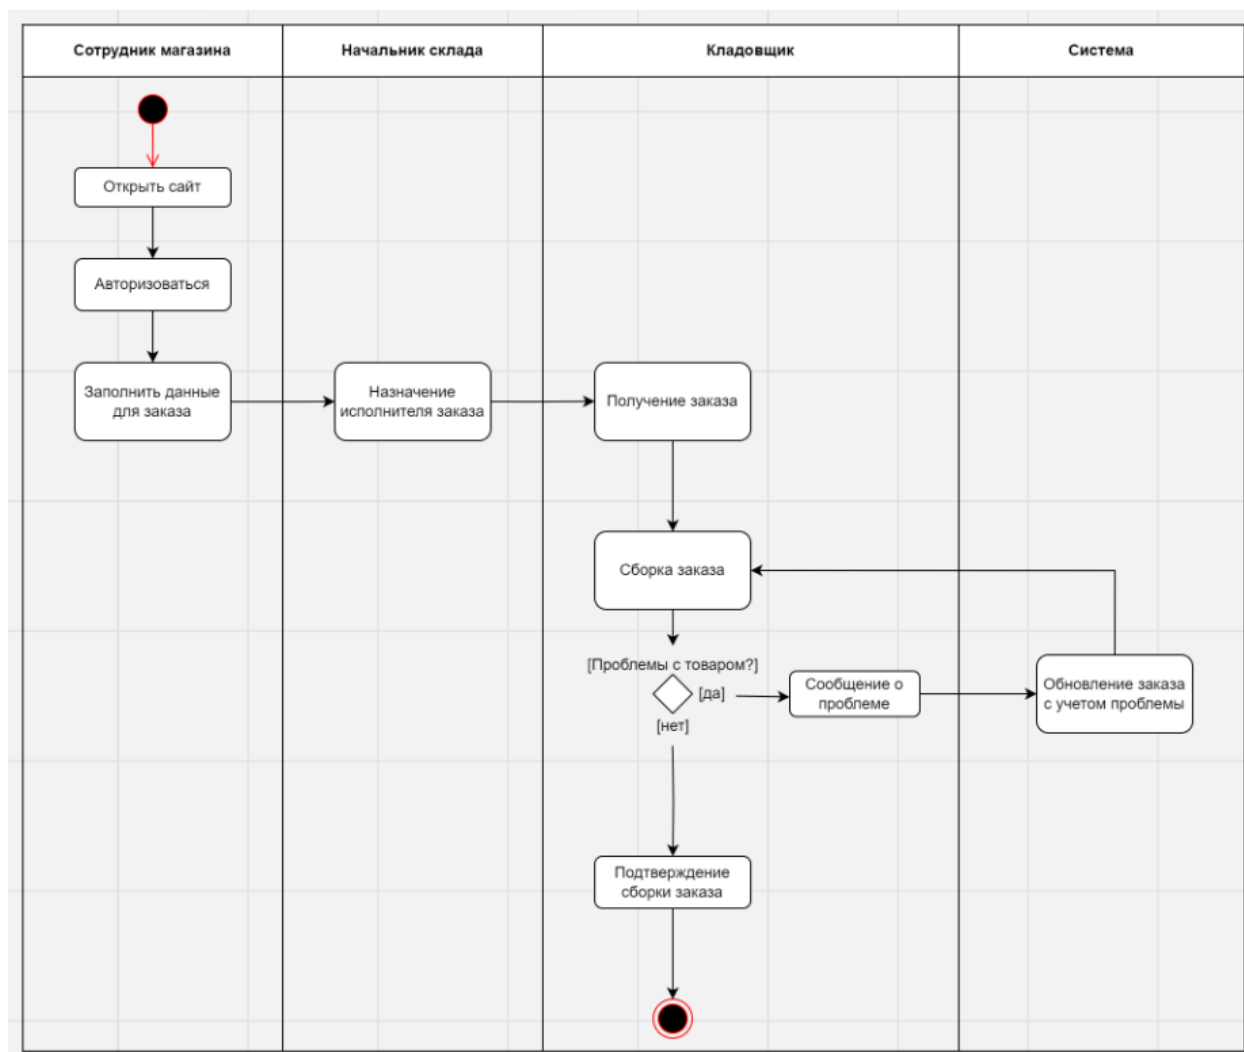 Сотрудник магазина
Начальник склада
Кладовщик
Система
Открыть сайт
Авторизоваться
Заполнить данные
для заказа
Назначение
исполнителя заказа
Получение заказа
Сборка заказа
[Проблемы с товаром?]
[да]
[нет]
Сообщение о
проблеме
Обновление заказа
с учетом проблемы
Подтверждение
сборки заказа